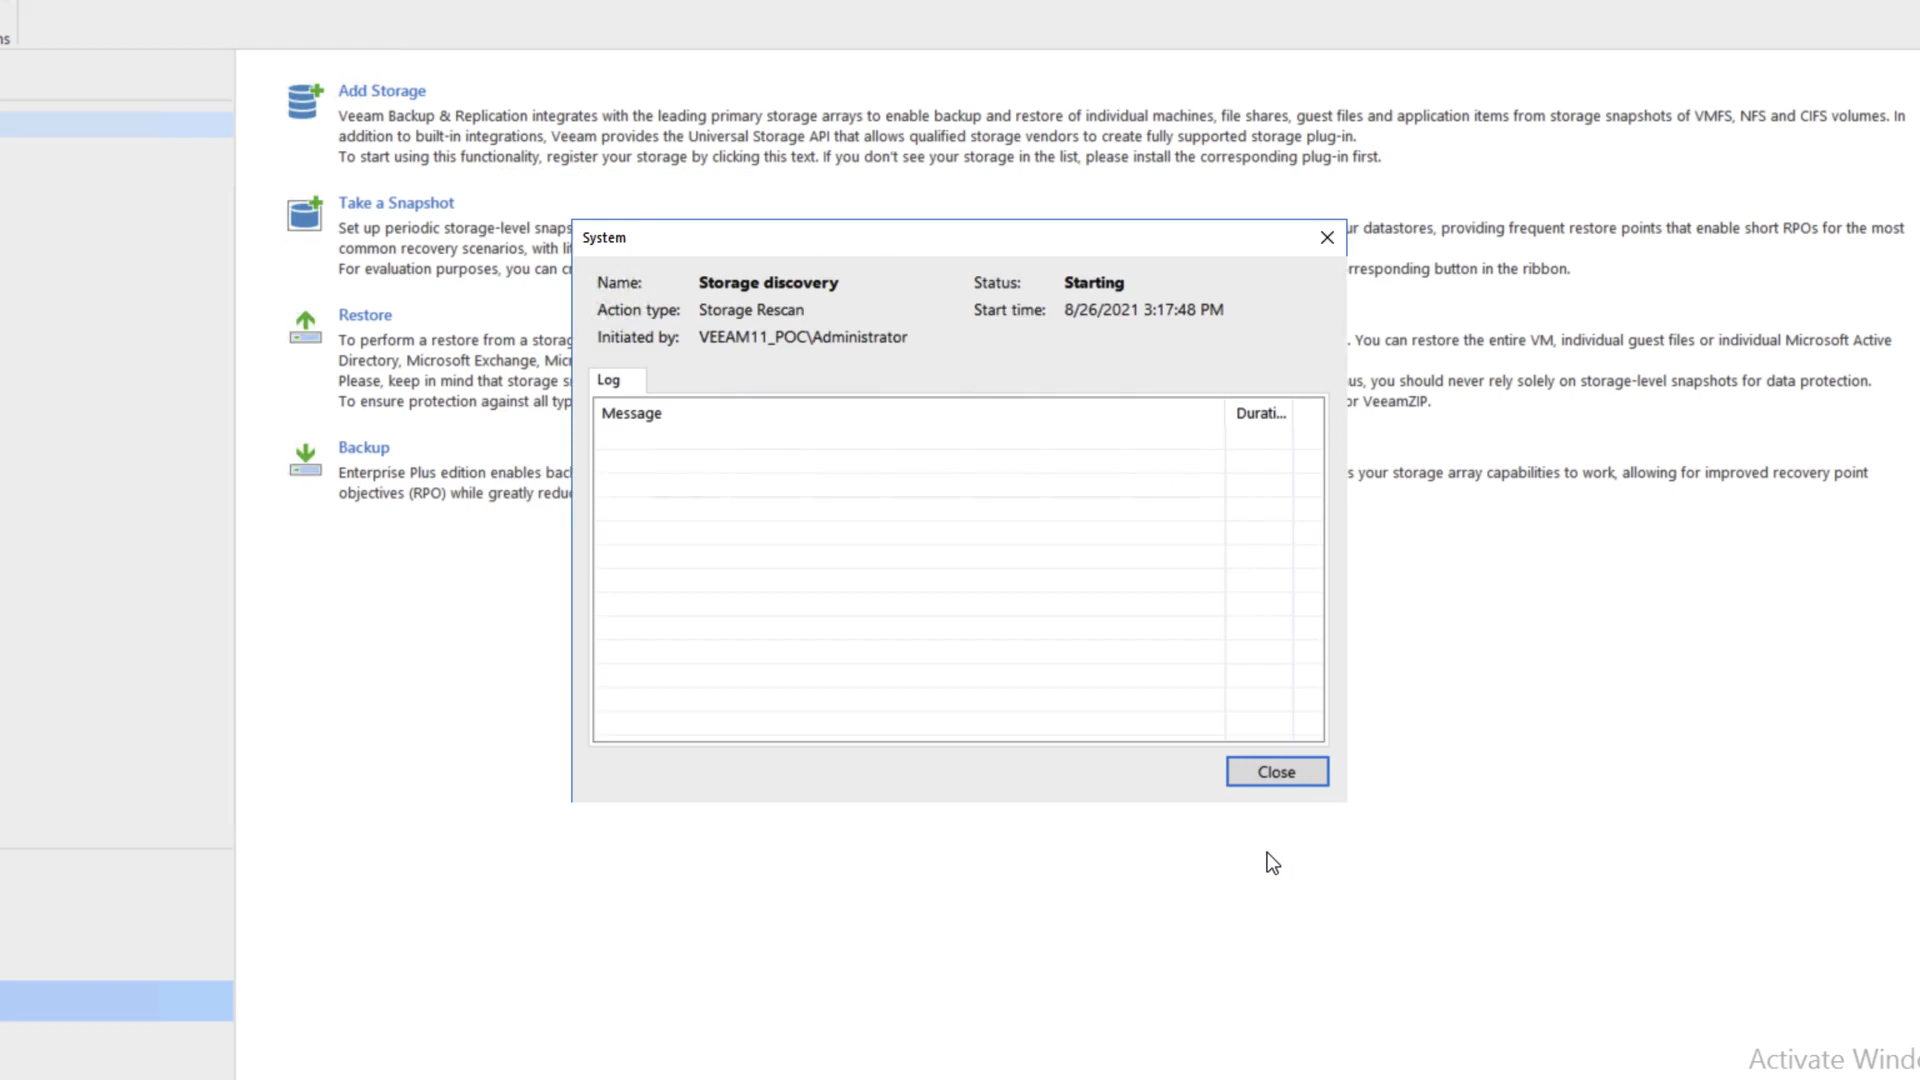 ns
Add Storage
Veeam Backup & Replication integrates with the leading primary storage arrays to enable backup and restore of individual machines, file shares, guest files and application items from storage snapshots of VMFS, NFS and CIFS volumes. In
addition to built-in integrations, Veeam provides the Universal Storage API that allows qualified storage vendors to create fully supported storage plug-in.
To start using this functionality, register your storage by clicking this text. If you don't see your storage in the list, please install the corresponding plug-in first.
Take a Snapshot
Set up periodic storage-level snaps
ur datastores, providing frequent restore points that enable short RPOs for the most
common recovery scenarios, with li
For evaluation purposes, you can c
rresponding button in the ribbon.
Restore
To perform a restore from a storag
. You can restore the entire VM, individual guest files or individual Microsoft Active
Directory, Microsoft Exchange, Micr
Please, keep in mind that storage s
us, you should never rely solely on storage-level snapshots for data protection.
To ensure protection against all typ
or VeeamZIP.
Backup
Enterprise Plus edition enables bac
s your storage array capabilities to work, allowing for improved recovery point
objectives (RPO) while greatly redu
System
Name: Storage discovery Status: Starting
Action type: Storage Rescan Start time: 8/26/2021 3:17:48 PM
Initiated by: VEEAM11_POC\Administrator
Log
Message Durati...
Close
Activate Wind